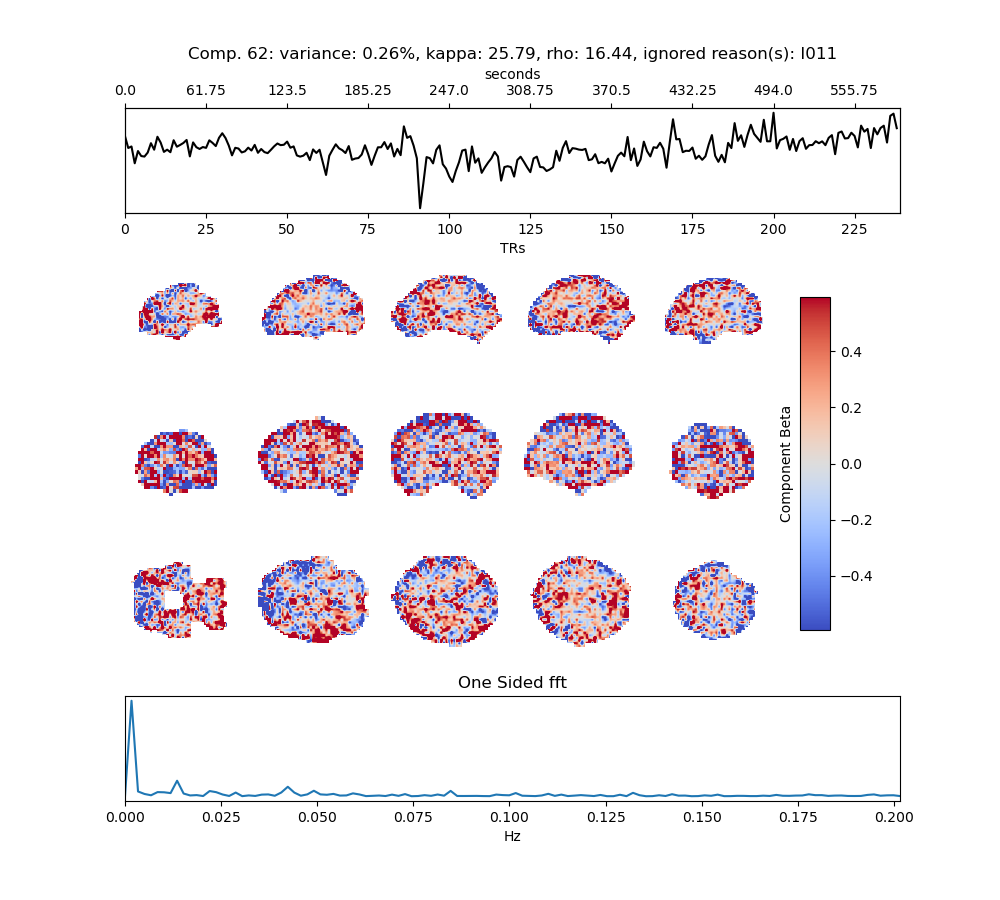 Comp. 62: variance: 0.26%, kappa: 25.79, rho: 16.44, ignored reason(s): I011
seconds
0.0 61.75 123.5 185.25 247.0 308.75 370.5 432.25 494.0 555.75
0 25 50 75 100 125 150 175 200 225
TRs
0.4
0.2
0.0
−0.2
−0.4
Component Beta
One Sided fft
0.000 0.025 0.050 0.075 0.100 0.125 0.150 0.175 0.200
Hz